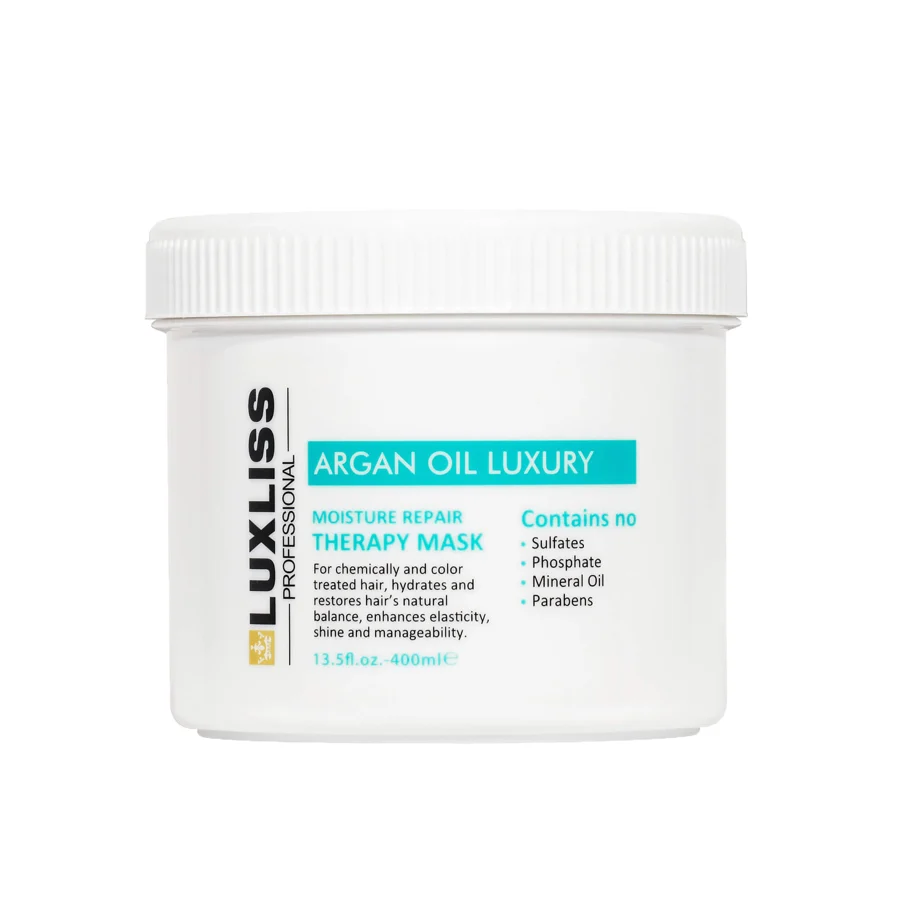 LUXLISS
PROFESSIONAL
ARGAN OIL LUXURY
MOISTURE REPAIR
THERAPY MASK
For chemically and color
treated hair, hydrates and
restores hair's natural
balance, enhances elasticity,
shine and manageability.
13.5fl.oz.-400ml℮
Contains no
• Sulfates
• Phosphate
• Mineral Oil
• Parabens